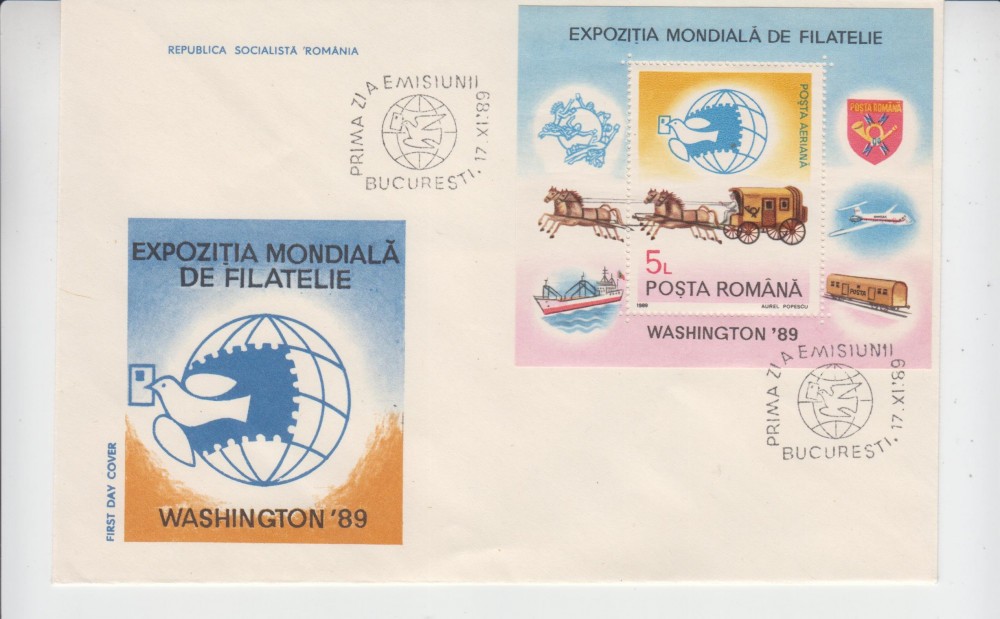 REPUBLICA SOCIALISTĂ ROMÂNIA
PRIMA ZI A EMISIUNII
BUCUREȘTI. 17. XI. 89
EXPOZIȚIA MONDIALĂ DE FILATELIE
POȘTA AERIANĂ
POȘTA ROMÂNĂ
5L
POȘTA ROMÂNĂ
1989
AUREL POPESCU
POȘTA
WASHINGTON '89
PRIMA ZI A EMISIUNII
BUCUREȘTI. 17. XI. '89
EXPOZIȚIA MONDIALĂ
DE FILATELIE
WASHINGTON '89
FIRST DAY COVER